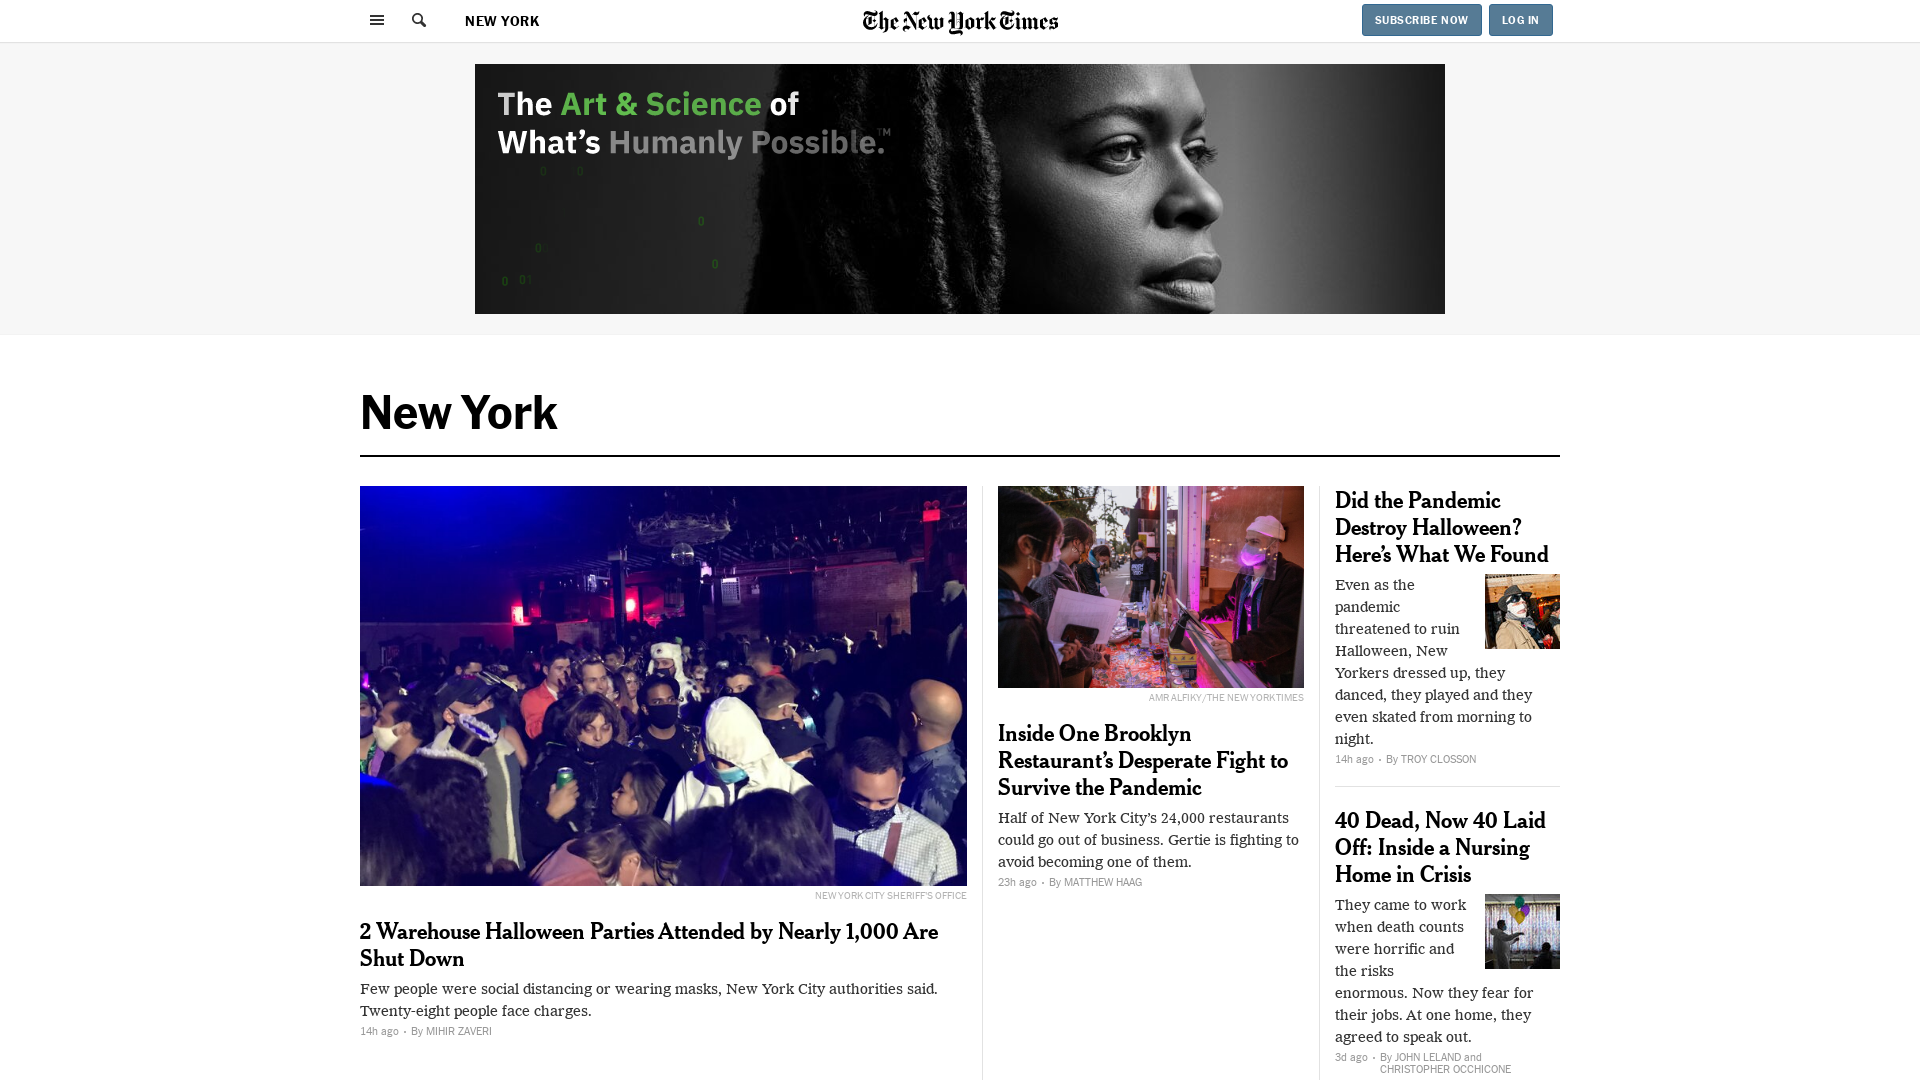 NEW YORK
The New York Times
SUBSCRIBE NOW
LOG IN
The Art & Science of
What's Humanly Possible.™
New York
NEW YORK CITY SHERIFF'S OFFICE
2 Warehouse Halloween Parties Attended by Nearly 1,000 Are
Shut Down
Few people were social distancing or wearing masks, New York City authorities said.
Twenty-eight people face charges.
14h ago • By MIHIR ZAVERI
AMR ALFIKY/THE NEW YORK TIMES
Inside One Brooklyn
Restaurant's Desperate Fight to
Survive the Pandemic
Half of New York City's 24,000 restaurants
could go out of business. Gertie is fighting to
avoid becoming one of them.
23h ago • By MATTHEW HAAG
Did the Pandemic
Destroy Halloween?
Here's What We Found
Even as the
pandemic
threatened to ruin
Halloween, New
Yorkers dressed up, they
danced, they played and they
even skated from morning to
night.
14h ago • By TROY CLOSSON
40 Dead, Now 40 Laid
Off: Inside a Nursing
Home in Crisis
They came to work
when death counts
were horrific and
the risks
enormous. Now they fear for
their jobs. At one home, they
agreed to speak out.
3d ago • By JOHN LELAND and
CHRISTOPHER OCCHICONE